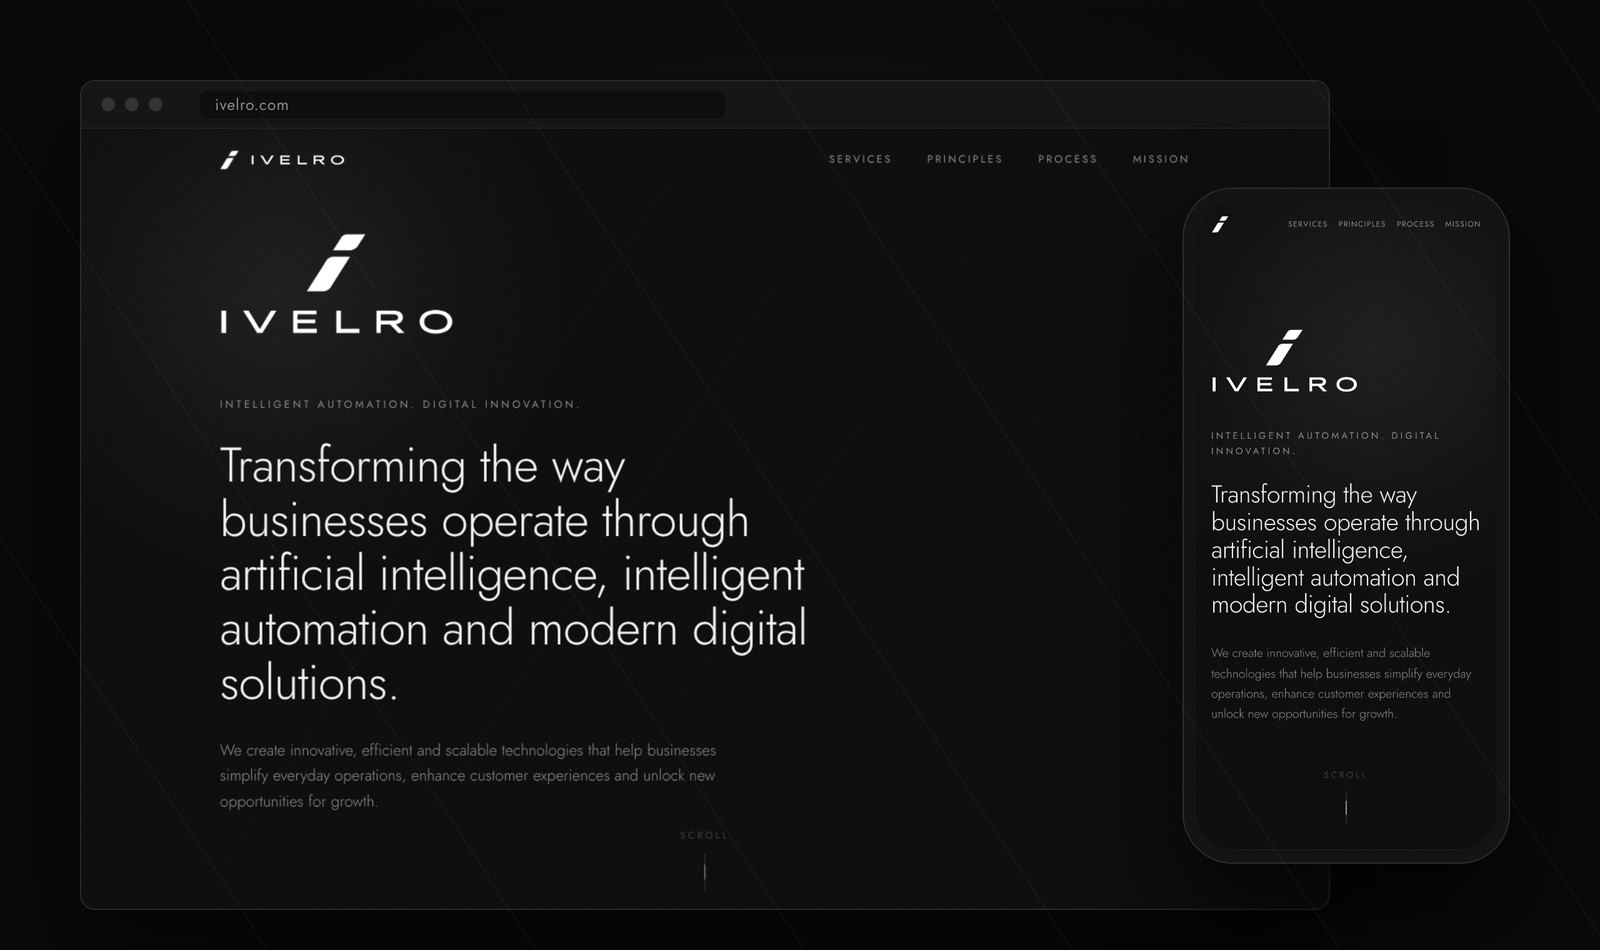 ivelro.com
IVELRO
SERVICES PRINCIPLES PROCESS MISSION
IVELRO
INTELLIGENT AUTOMATION. DIGITAL INNOVATION.
Transforming the way
businesses operate through
artificial intelligence, intelligent
automation and modern digital
solutions.
We create innovative, efficient and scalable technologies that help businesses
simplify everyday operations, enhance customer experiences and unlock new
opportunities for growth.
SCROLL
SERVICES PRINCIPLES PROCESS MISSION
IVELRO
INTELLIGENT AUTOMATION. DIGITAL
INNOVATION.
Transforming the way
businesses operate through
artificial intelligence,
intelligent automation and
modern digital solutions.
We create innovative, efficient and scalable
technologies that help businesses simplify everyday
operations, enhance customer experiences and
unlock new opportunities for growth.
SCROLL